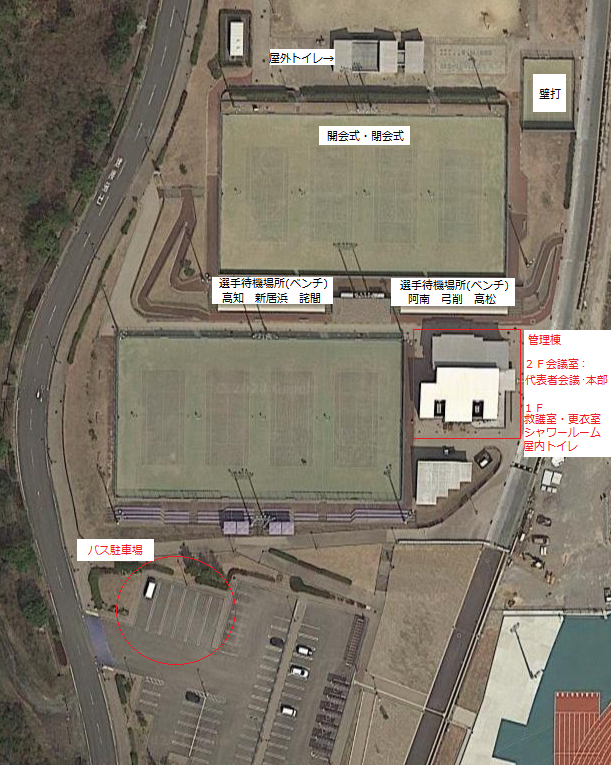 屋外トイレ→
壁打
開会式・閉会式
選手待機場所(ベンチ)
高知　新居浜　詫間
選手待機場所(ベンチ)
阿南　弓削　高松
管理棟
２Ｆ会議室：
代表者会議・本部
１Ｆ
救護室・更衣室
シャワールーム
屋内トイレ
バス駐車場